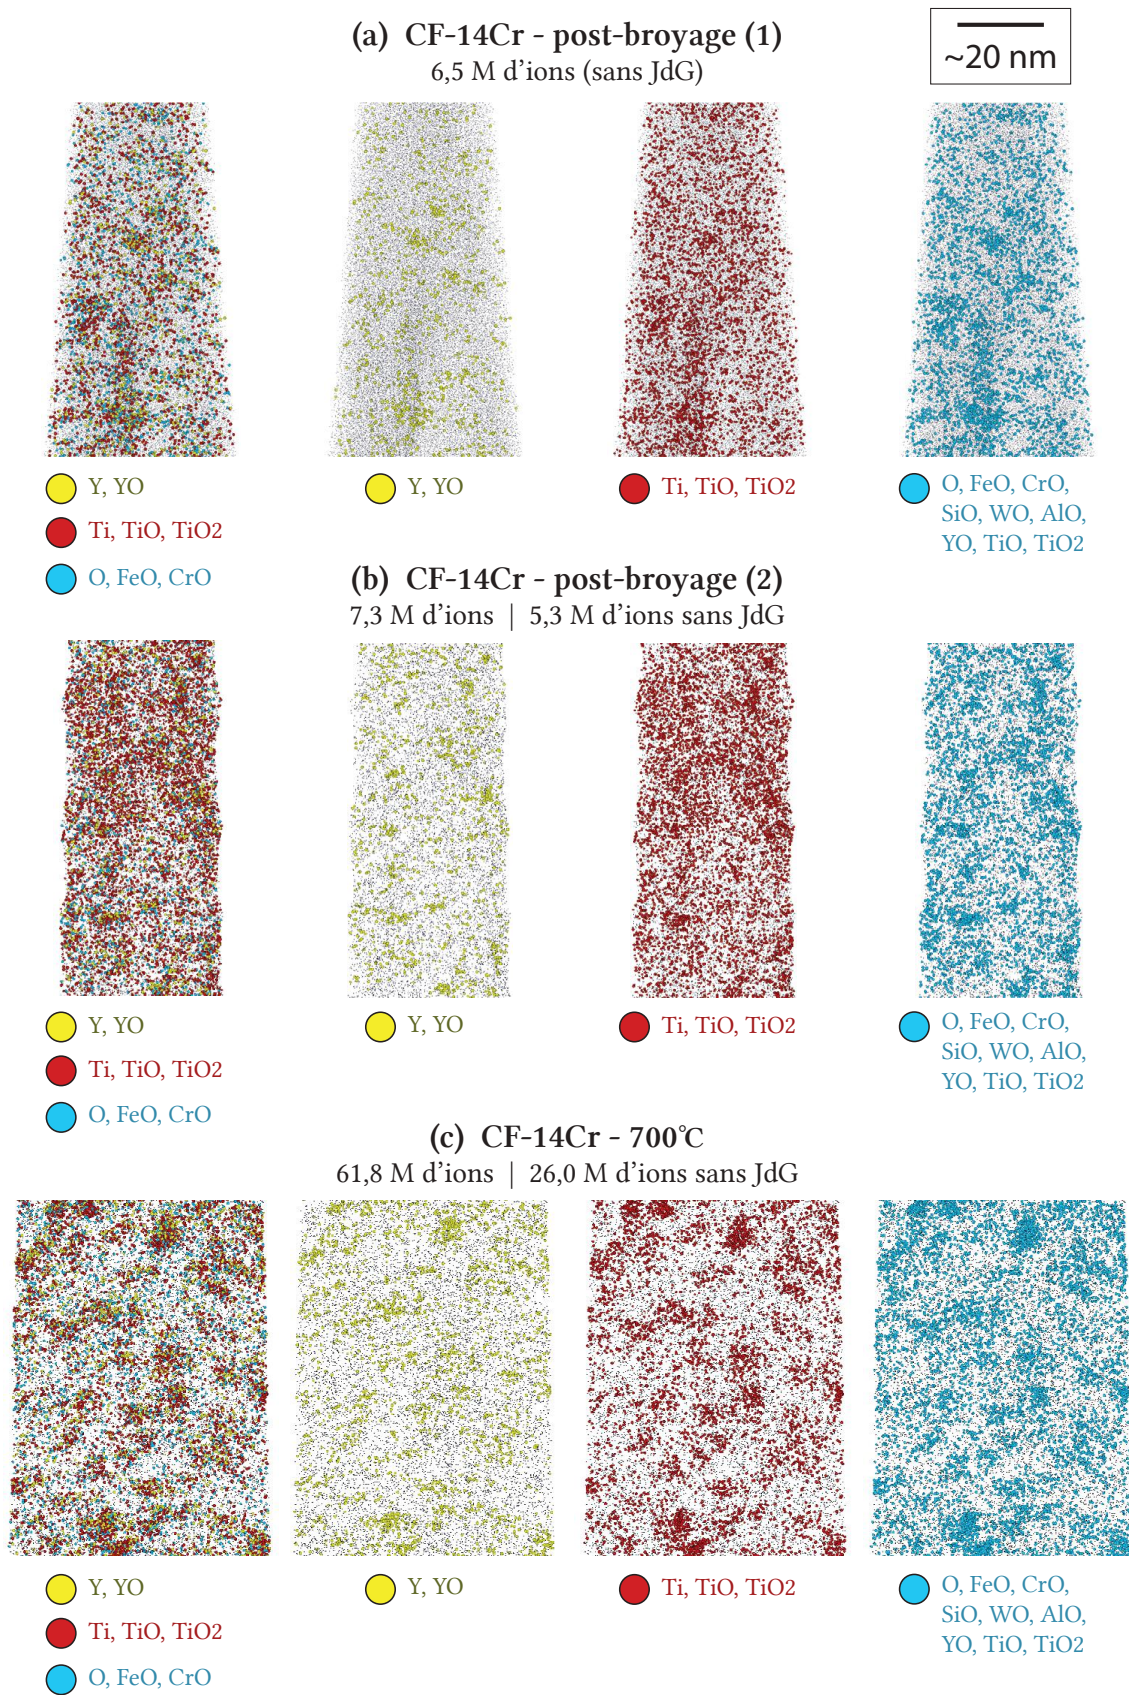 (a) CF-14Cr - post-broyage (1)
6,5 M d'ions (sans JdG)
~20 nm
Y, YO
Ti, TiO, TiO2
O, FeO, CrO
Y, YO
Ti, TiO, TiO2
O, FeO, CrO,
SiO, WO, AlO,
YO, TiO, TiO2
(b) CF-14Cr - post-broyage (2)
7,3 M d'ions | 5,3 M d'ions sans JdG
Y, YO
Ti, TiO, TiO2
O, FeO, CrO
Y, YO
Ti, TiO, TiO2
O, FeO, CrO,
SiO, WO, AlO,
YO, TiO, TiO2
(c) CF-14Cr - 700°C
61,8 M d'ions | 26,0 M d'ions sans JdG
Y, YO
Ti, TiO, TiO2
O, FeO, CrO
Y, YO
Ti, TiO, TiO2
O, FeO, CrO,
SiO, WO, AlO,
YO, TiO, TiO2